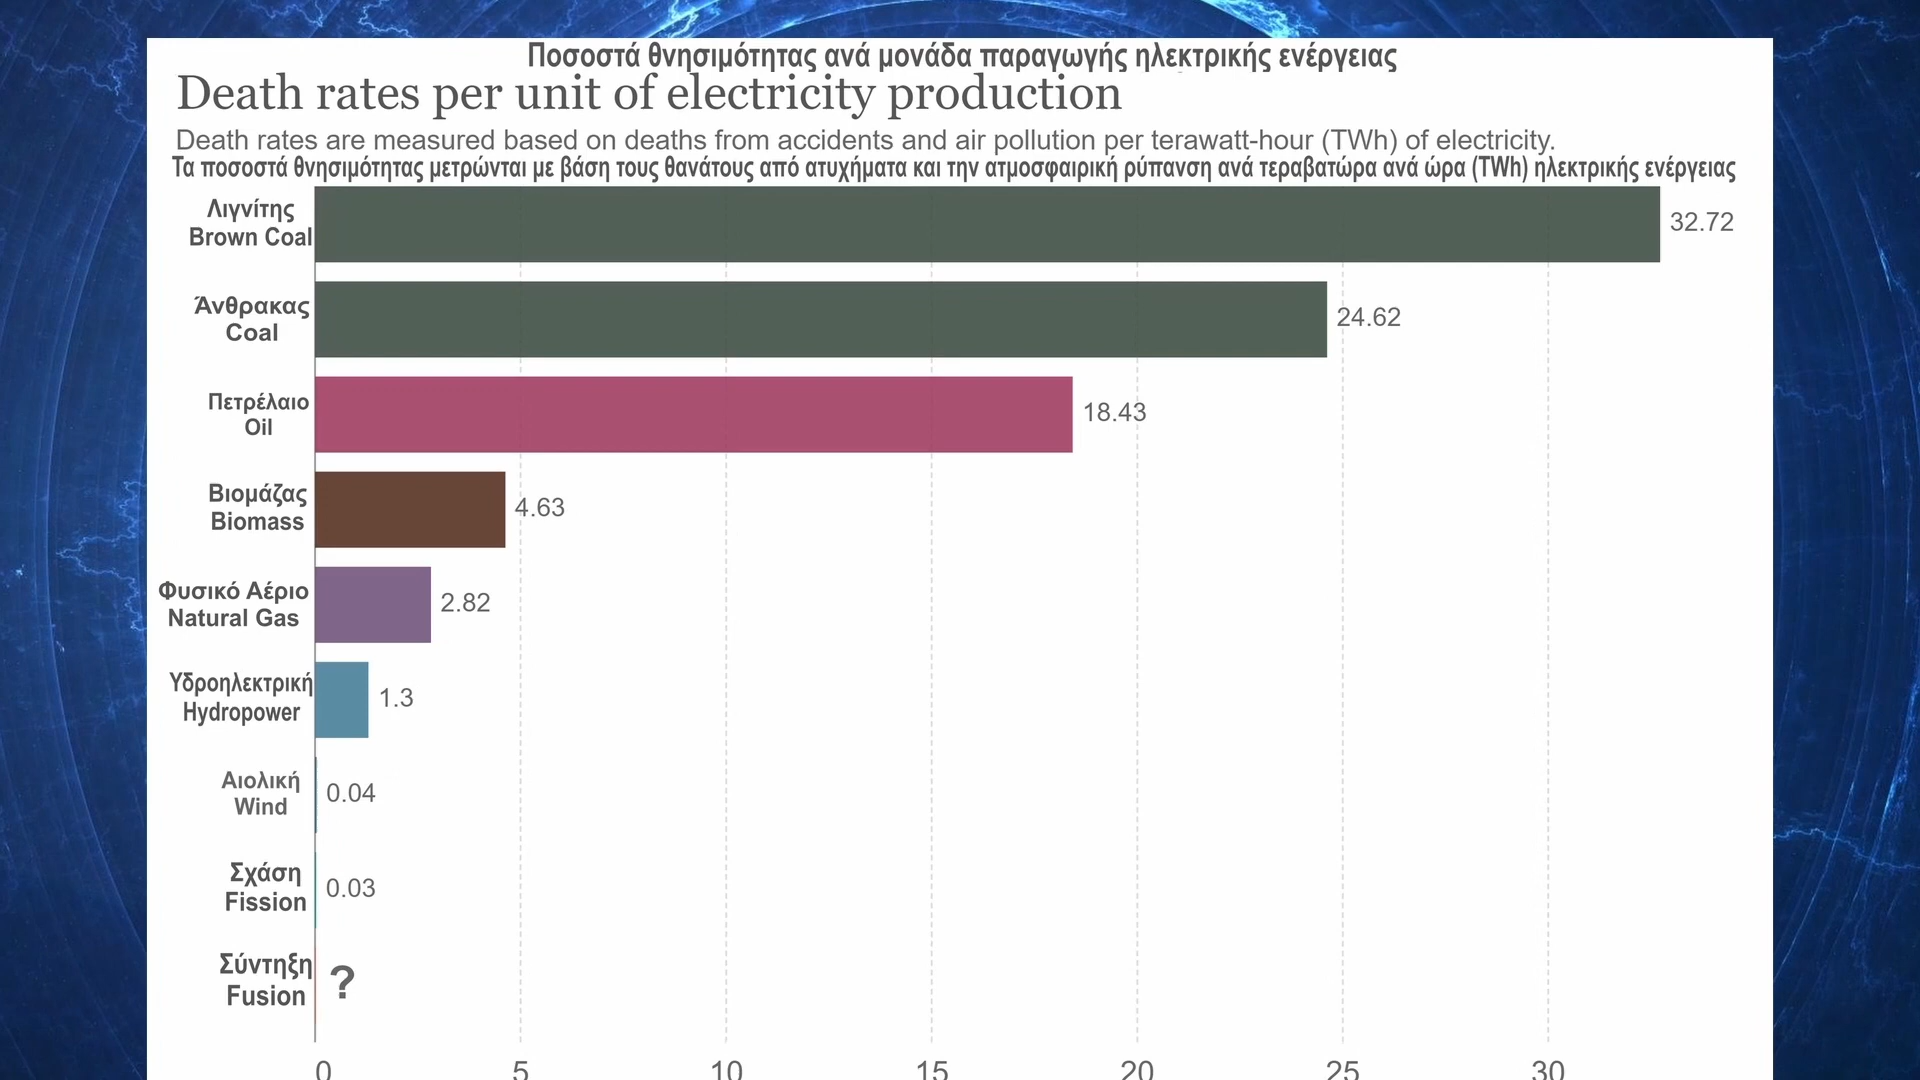 Ποσοστά θνησιμότητας ανά μονάδα παραγωγής ηλεκτρικής ενέργειας
Death rates per unit of electricity production
Death rates are measured based on deaths from accidents and air pollution per terawatt-hour (TWh) of electricity.
Τα ποσοστά θνησιμότητας μετρώνται με βάση τους θανάτους από ατυχήματα και την ατμοσφαιρική ρύπανση ανά τεραβατώρα ανά ώρα (TWh) ηλεκτρικής ενέργειας
Λιγνίτης
Brown Coal
32.72
Άνθρακας
Coal
24.62
Πετρέλαιο
Oil
18.43
Βιομάζας
Biomass
4.63
Φυσικό Αέριο
Natural Gas
2.82
Υδροηλεκτρική
Hydropower
1.3
Αιολική
Wind
0.04
Σχάση
Fission
0.03
Σύντηξη
Fusion
?
0 5 10 15 20 25 30